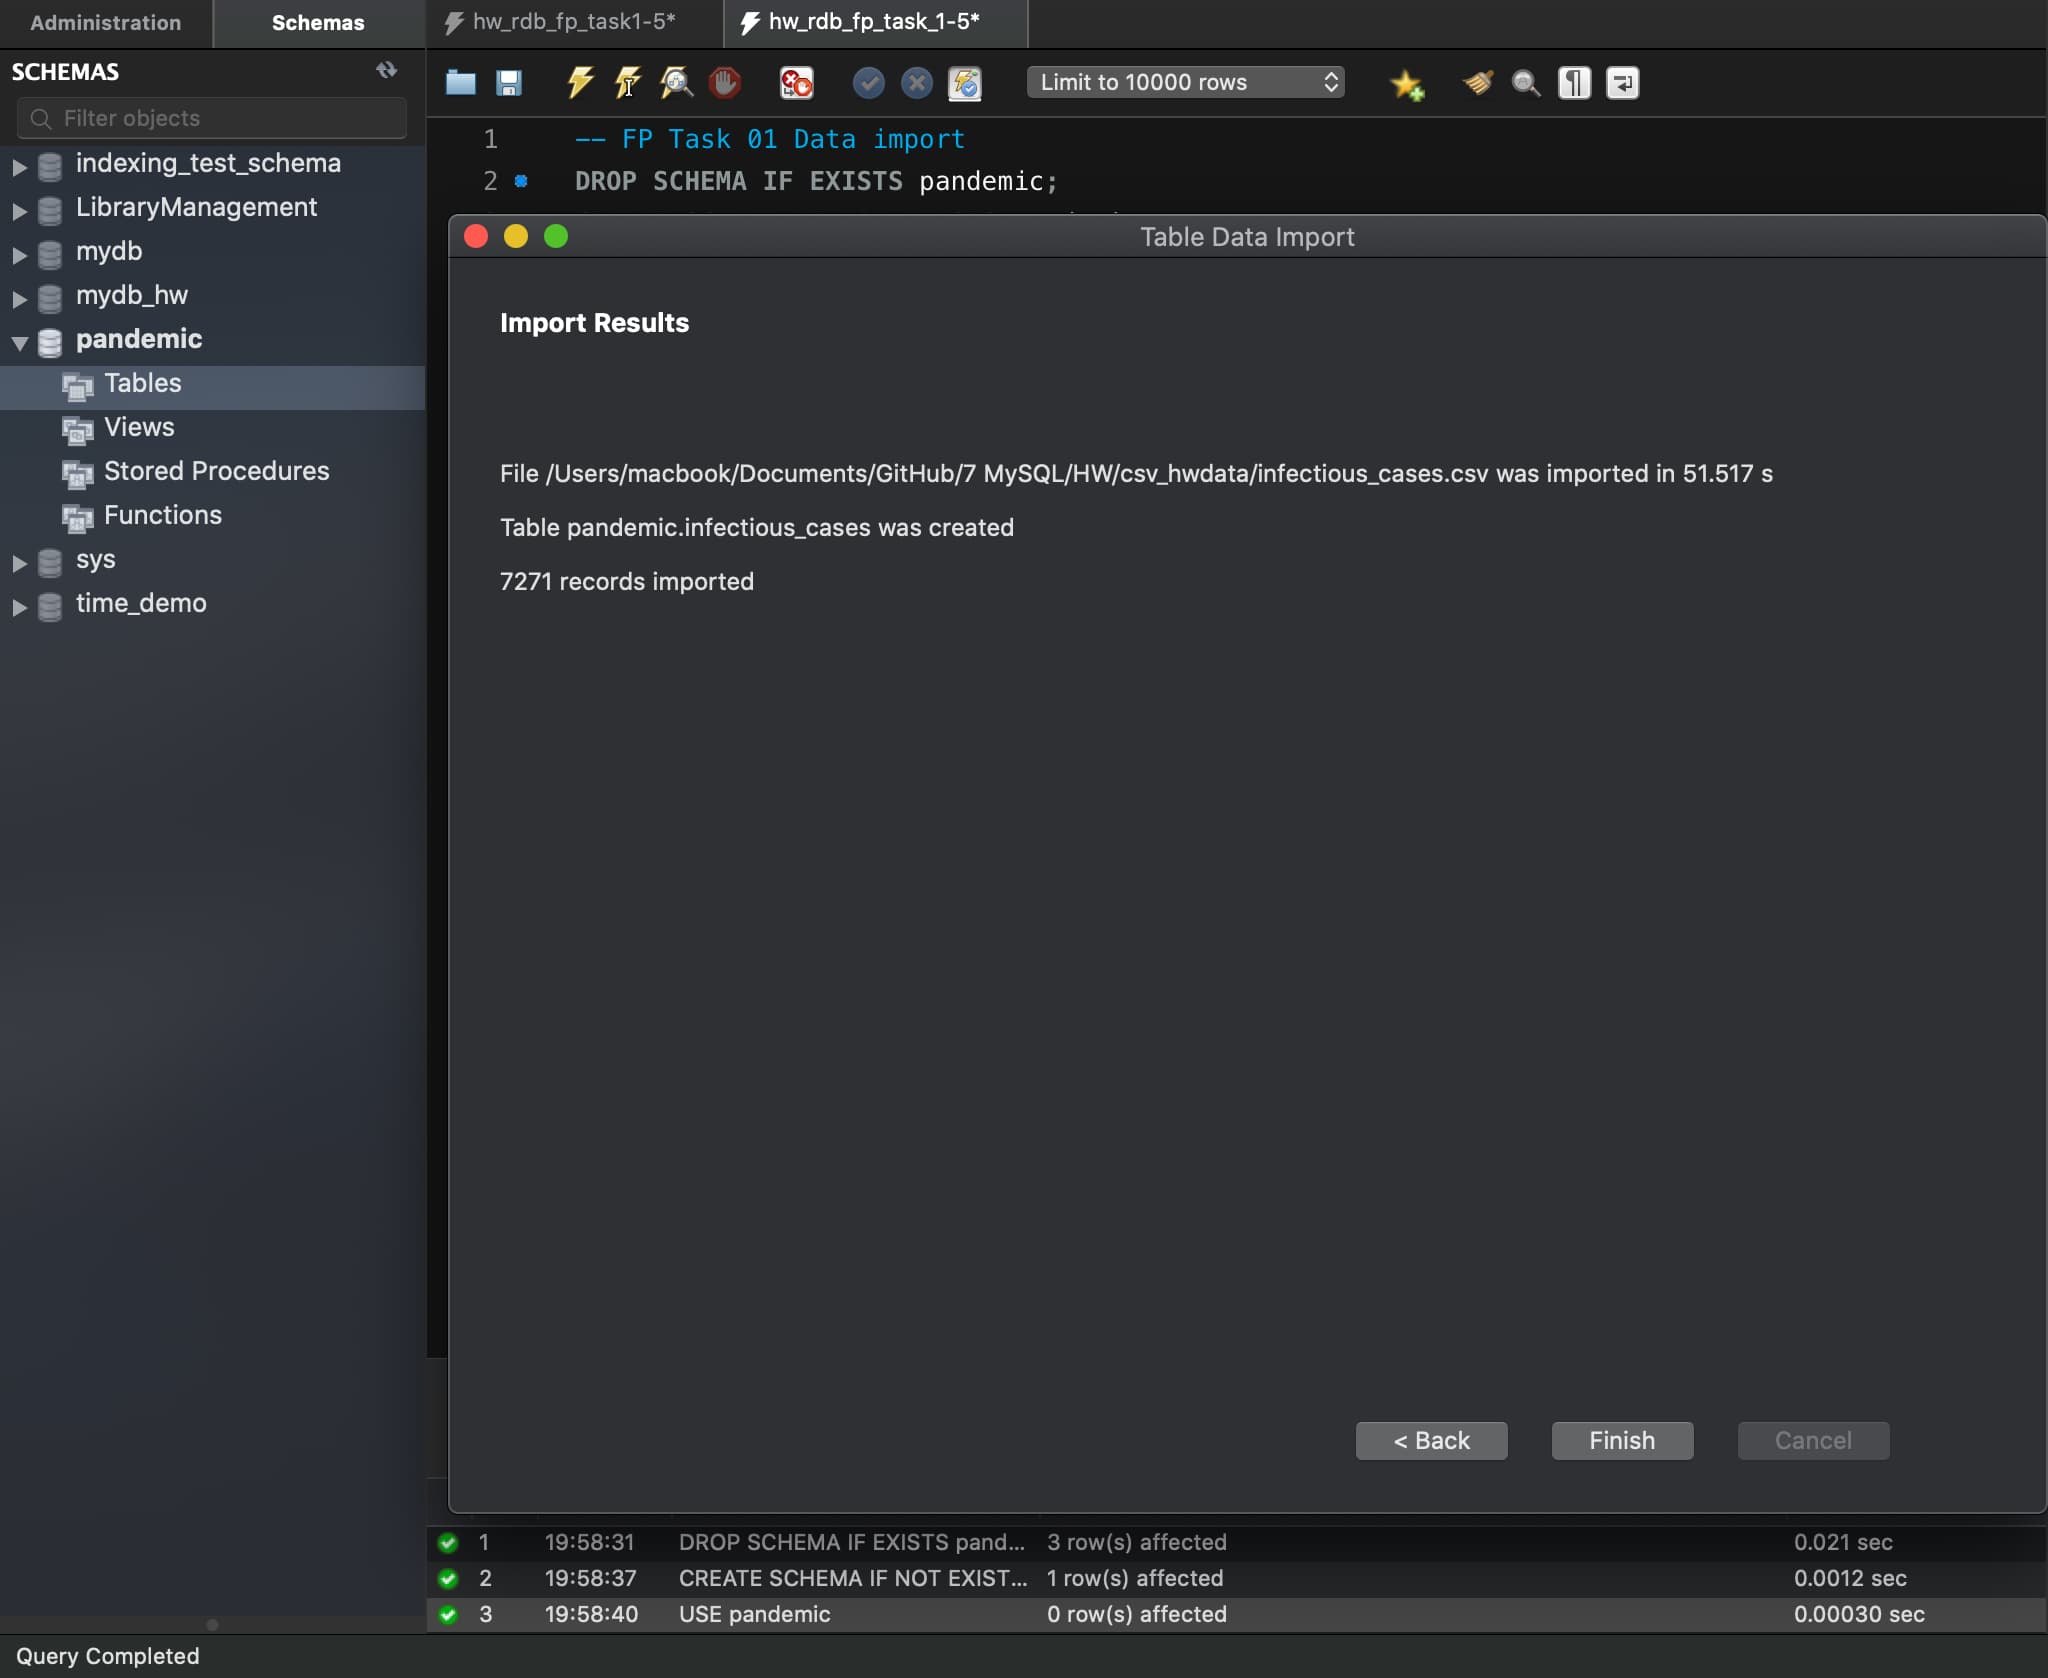 Administration
Schemas
hw_rdb_fp_task1-5*
hw_rdb_fp_task_1-5*
SCHEMAS
Filter objects
Limit to 10000 rows
indexing_test_schema
LibraryManagement
mydb
mydb_hw
pandemic
Tables
Views
Stored Procedures
Functions
sys
time_demo
1 -- FP Task 01 Data import
2 DROP SCHEMA IF EXISTS pandemic;
Table Data Import
Import Results
File /Users/macbook/Documents/GitHub/7 MySQL/HW/csv_hwdata/infectious_cases.csv was imported in 51.517 s
Table pandemic.infectious_cases was created
7271 records imported
< Back
Finish
Cancel
1 19:58:31 DROP SCHEMA IF EXISTS pand... 3 row(s) affected 0.021 sec
2 19:58:37 CREATE SCHEMA IF NOT EXIST... 1 row(s) affected 0.0012 sec
3 19:58:40 USE pandemic 0 row(s) affected 0.00030 sec
Query Completed